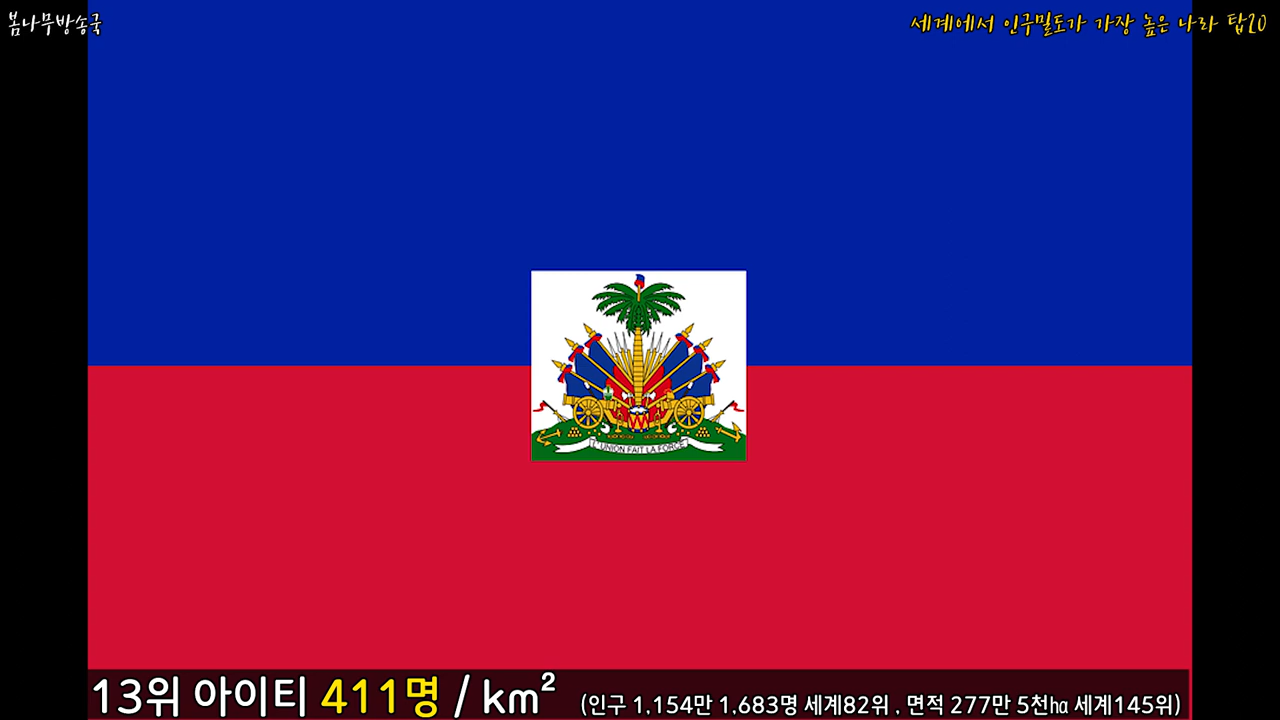 봄나무방송국
세계에서 인구밀도가 가장 높은 나라 탑20
L'UNION FAIT LA FORCE
13위 아이티 411명 / km²
(인구 1.154만 1.683명 세계82위 . 면적 277만 5천㏊ 세계145위)